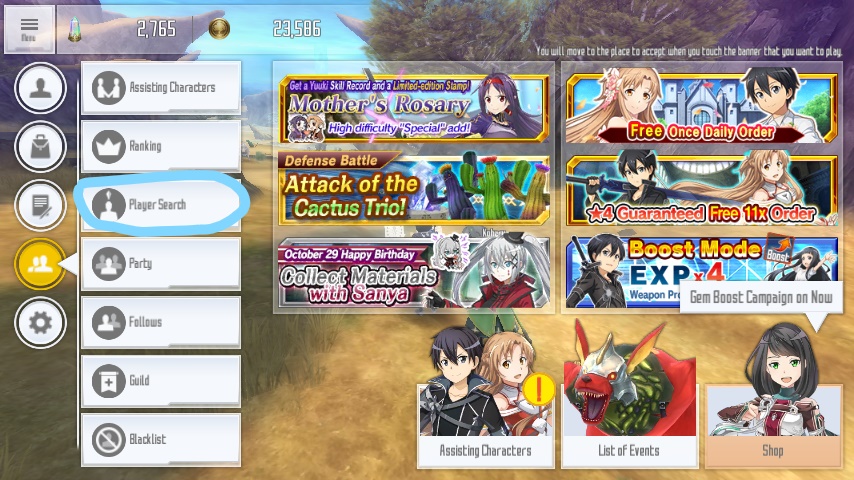 Menu
2,765
23,586
You will move to the place to accept when you touch the banner that you want to play.
Assisting Characters
Ranking
Player Search
Party
Follows
Guild
Blacklist
Get a Yuuki Skill Record and a Limited-edition Stamp!
Mother's Rosary
High difficulty "Special" add!
Defense Battle
Attack of the
Cactus Trio!
October 29 Happy Birthday
Collect Materials
with Sanya
Free Once Daily Order
★4 Guaranteed Free 11x Order
Boost Mode
EXP x4
Boost
Gem Boost Campaign on Now
Assisting Characters
!
List of Events
Shop